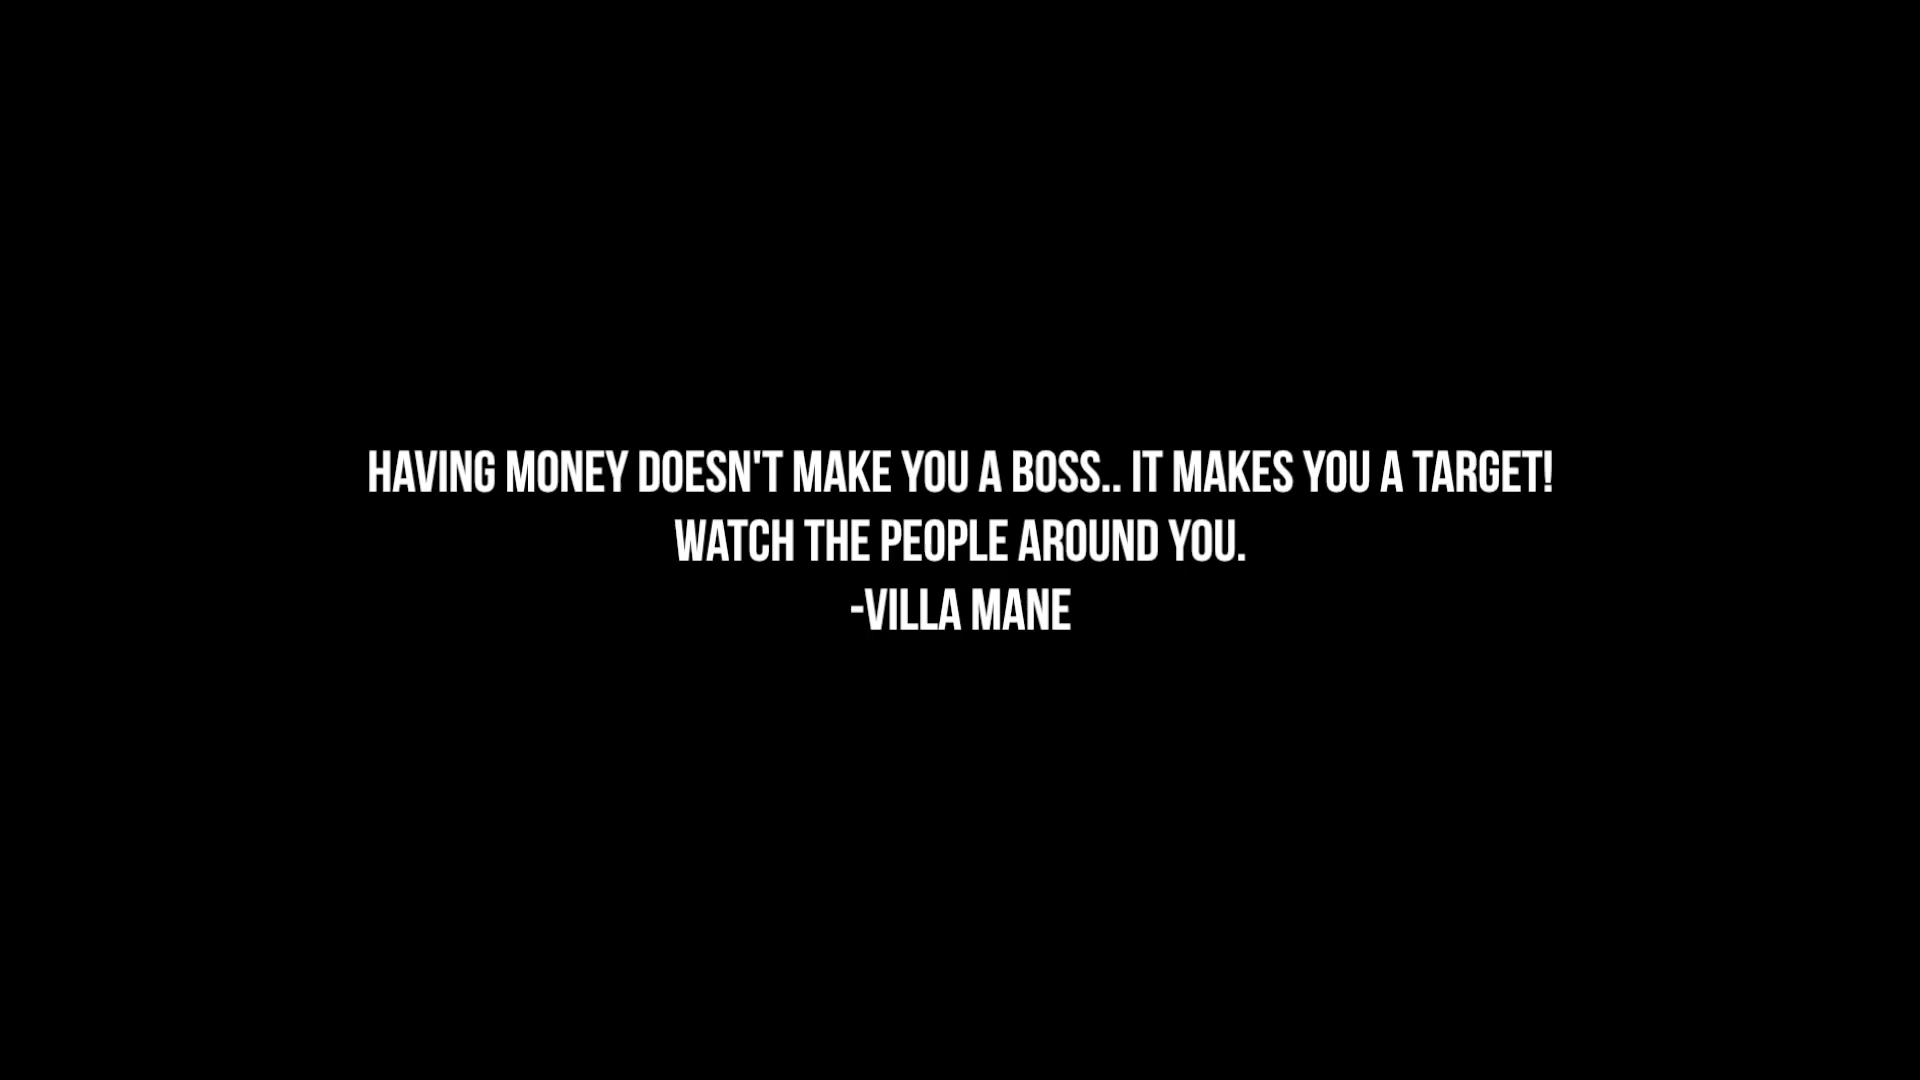 HAVING MONEY DOESN'T MAKE YOU A BOSS.. IT MAKES YOU A TARGET!
WATCH THE PEOPLE AROUND YOU.
-VILLA MANE